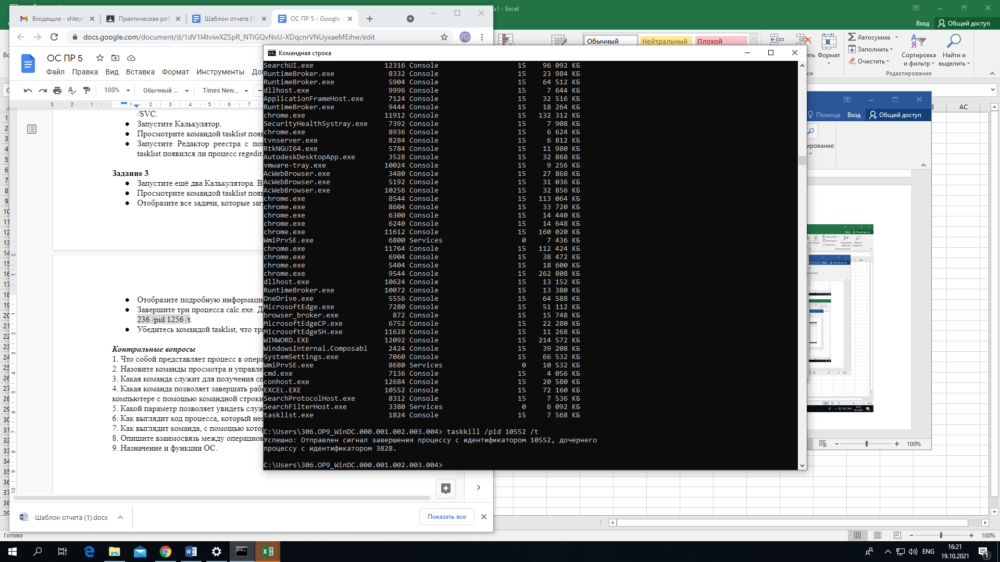 Входящие - shteyn
Практическая раб
Шаблон отчета (1)
ОС ПР 5 - Google
a1 - Excel
Вход
Общий доступ
docs.google.com/document/d/1dV1I4tviwXZSpR_NTIGQvNvU-XDqcnrVNUyxaeMEihw/edit
ОС ПР 5
Файл Правка Вид Вставка Формат Инструменты
100% Обычный ... Times New...
Обычный Нейтральный Плохой
Формат
Автосумма
Заполнить
Очистить
Сортировка
и фильтр
Найти и
выделить
Редактирование
/SVC.
● Запустите Калькулятор.
● Просмотрите командой tasklist
● Запустите Редактор реестра с
tasklist появился ли процесс regedit
Задание 3
● Запустите ещё два Калькулятора.
● Просмотрите командой tasklist
● Отобразите все задачи, которые
● Отобразите подробную
● Завершите три процесса calc.exe.
236 /pid 1256 /t.
● Убедитесь командой tasklist, что
Контрольные вопросы
1. Что собой представляет процесс в
2. Назовите команды просмотра и
3. Какая команда служит для получения
4. Какая команда позволяет завершать
компьютере с помощью командной строки
5. Какой параметр позволяет увидеть
6. Как выглядит код процесса, который
7. Как выглядит команда, с помощью
8. Опишите взаимосвязь между
9. Назначение и функции ОС.
Командная строка
SearchUI.exe 12316 Console 15 96 092 КБ
RuntimeBroker.exe 8332 Console 15 23 984 КБ
RuntimeBroker.exe 5904 Console 15 64 512 КБ
dllhost.exe 9996 Console 15 7 644 КБ
ApplicationFrameHost.exe 7124 Console 15 32 516 КБ
RuntimeBroker.exe 9444 Console 15 18 264 КБ
chrome.exe 11912 Console 15 132 312 КБ
SecurityHealthSystray.exe 7392 Console 15 7 908 КБ
chrome.exe 8936 Console 15 6 624 КБ
tvnserver.exe 8284 Console 15 6 812 КБ
RtkNGUI64.exe 5784 Console 15 11 980 КБ
AutodeskDesktopApp.exe 3528 Console 15 32 868 КБ
vmware-tray.exe 10024 Console 15 9 256 КБ
AcWebBrowser.exe 3480 Console 15 27 868 КБ
AcWebBrowser.exe 5192 Console 15 31 036 КБ
AcWebBrowser.exe 10256 Console 15 32 856 КБ
chrome.exe 8544 Console 15 113 064 КБ
chrome.exe 8604 Console 15 33 720 КБ
chrome.exe 6300 Console 15 14 440 КБ
chrome.exe 6240 Console 15 14 648 КБ
chrome.exe 11612 Console 15 160 020 КБ
WmiPrvSE.exe 6800 Services 0 7 436 КБ
chrome.exe 11764 Console 15 112 424 КБ
chrome.exe 6904 Console 15 38 472 КБ
chrome.exe 5404 Console 15 18 600 КБ
chrome.exe 9544 Console 15 262 808 КБ
dllhost.exe 10624 Console 15 13 152 КБ
RuntimeBroker.exe 10072 Console 15 13 380 КБ
OneDrive.exe 5556 Console 15 64 588 КБ
MicrosoftEdge.exe 7280 Console 15 51 112 КБ
browser_broker.exe 872 Console 15 15 748 КБ
MicrosoftEdgeCP.exe 6752 Console 15 22 280 КБ
MicrosoftEdgeSH.exe 11628 Console 15 11 268 КБ
WINWORD.EXE 12092 Console 15 214 572 КБ
WindowsInternal.Composabl 2424 Console 15 39 208 КБ
SystemSettings.exe 7060 Console 15 66 532 КБ
WmiPrvSE.exe 8680 Services 0 10 532 КБ
cmd.exe 7136 Console 15 4 056 КБ
conhost.exe 12684 Console 15 20 580 КБ
EXCEL.EXE 10552 Console 15 72 160 КБ
SearchProtocolHost.exe 8312 Console 15 7 536 КБ
SearchFilterHost.exe 3380 Services 0 6 092 КБ
tasklist.exe 1824 Console 15 7 568 КБ
C:\Users\306.OP9_WinDC.000.001.002.003.004> taskkill /pid 10552 /t
Успешно: Отправлен сигнал завершения процессу с идентификатором 10552, дочернего
процессу с идентификатором 3828.
C:\Users\306.OP9_WinDC.000.001.002.003.004>
Вход
Общий доступ
AC
100%
Шаблон отчета (1).docx
Показать все
Готово
100%
ENG
16:21
19.10.2021
1